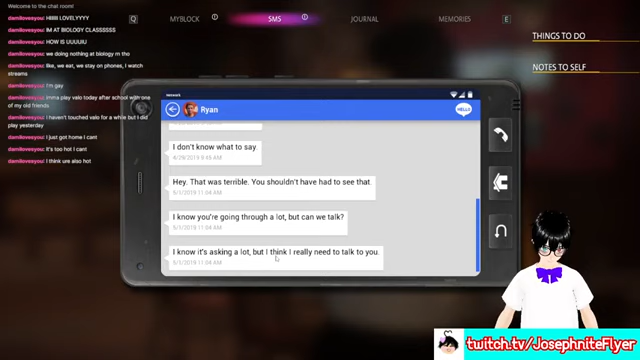 Welcome to the chat room!
damilovesyou: HIIIII LOVELYYYY
damilovesyou: IM AT BIOLOGY CLASSSSSS
damilovesyou: HOW IS UUUUIU
damilovesyou: we doing nothing at biology m tho
damilovesyou: like, we eat, we stay on phones, I watch
streams
damilovesyou: I'm gay
damilovesyou: imma play valo today after school with one
of my old friends
damilovesyou: I haven't touched valo for a while but I did
play yesterday
damilovesyou: I just got home I cant
damilovesyou: it's too hot I cant
damilovesyou: I think ure also hot
Q
MYBLOCK
SMS
JOURNAL
MEMORIES
E
THINGS TO DO
NOTES TO SELF
Ryan
HELLO
I don't know what to say.
4/29/2019 9:46 AM
Hey. That was terrible. You shouldn't have had to see that.
5/1/2019 11:04 AM
I know you're going through a lot, but can we talk?
5/1/2019 11:04 AM
I know it's asking a lot, but I think I really need to talk to you.
5/1/2019 11:04 AM
twitch.tv/JosephniteFlyer